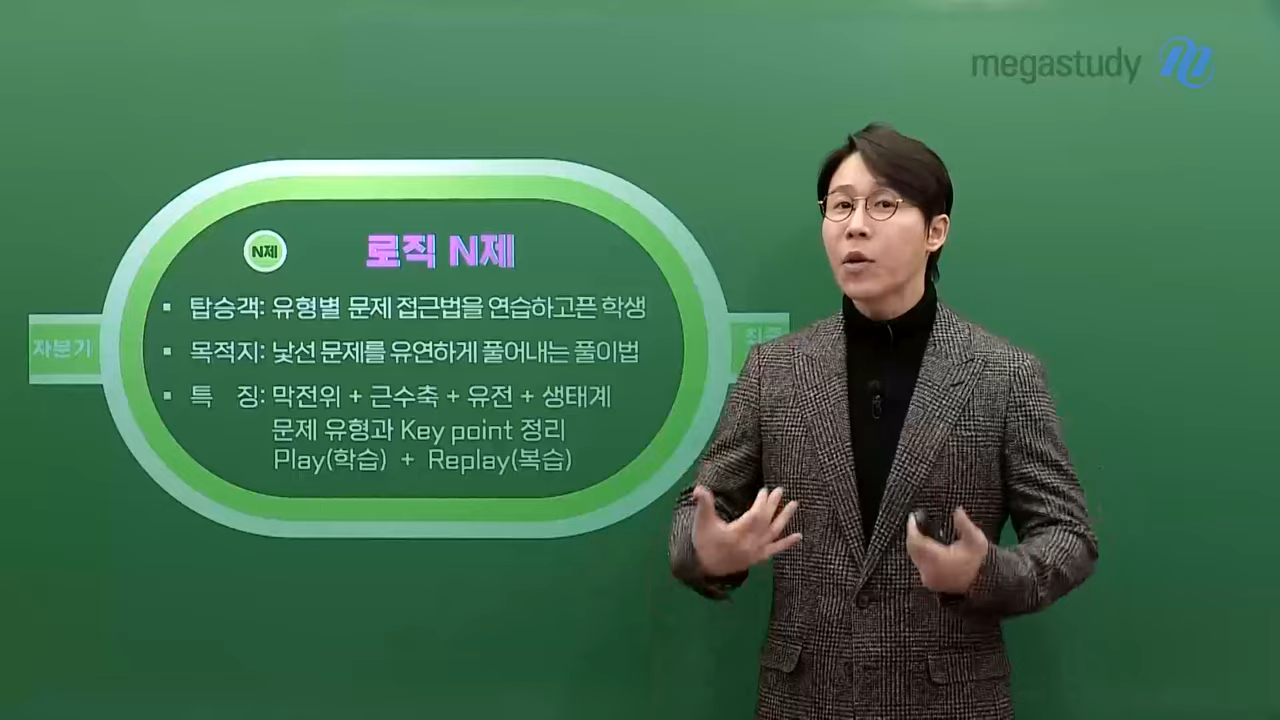 megastudy
N제
로직 N제
▪ 탑승객: 유형별 문제 접근법을 연습하고픈 학생
▪ 목적지: 낯선 문제를 유연하게 풀어내는 풀이법
▪ 특 징: 막전위 + 근수축 + 유전 + 생태계
문제 유형과 Key point 정리
Play(학습) + Replay(복습)
자분기